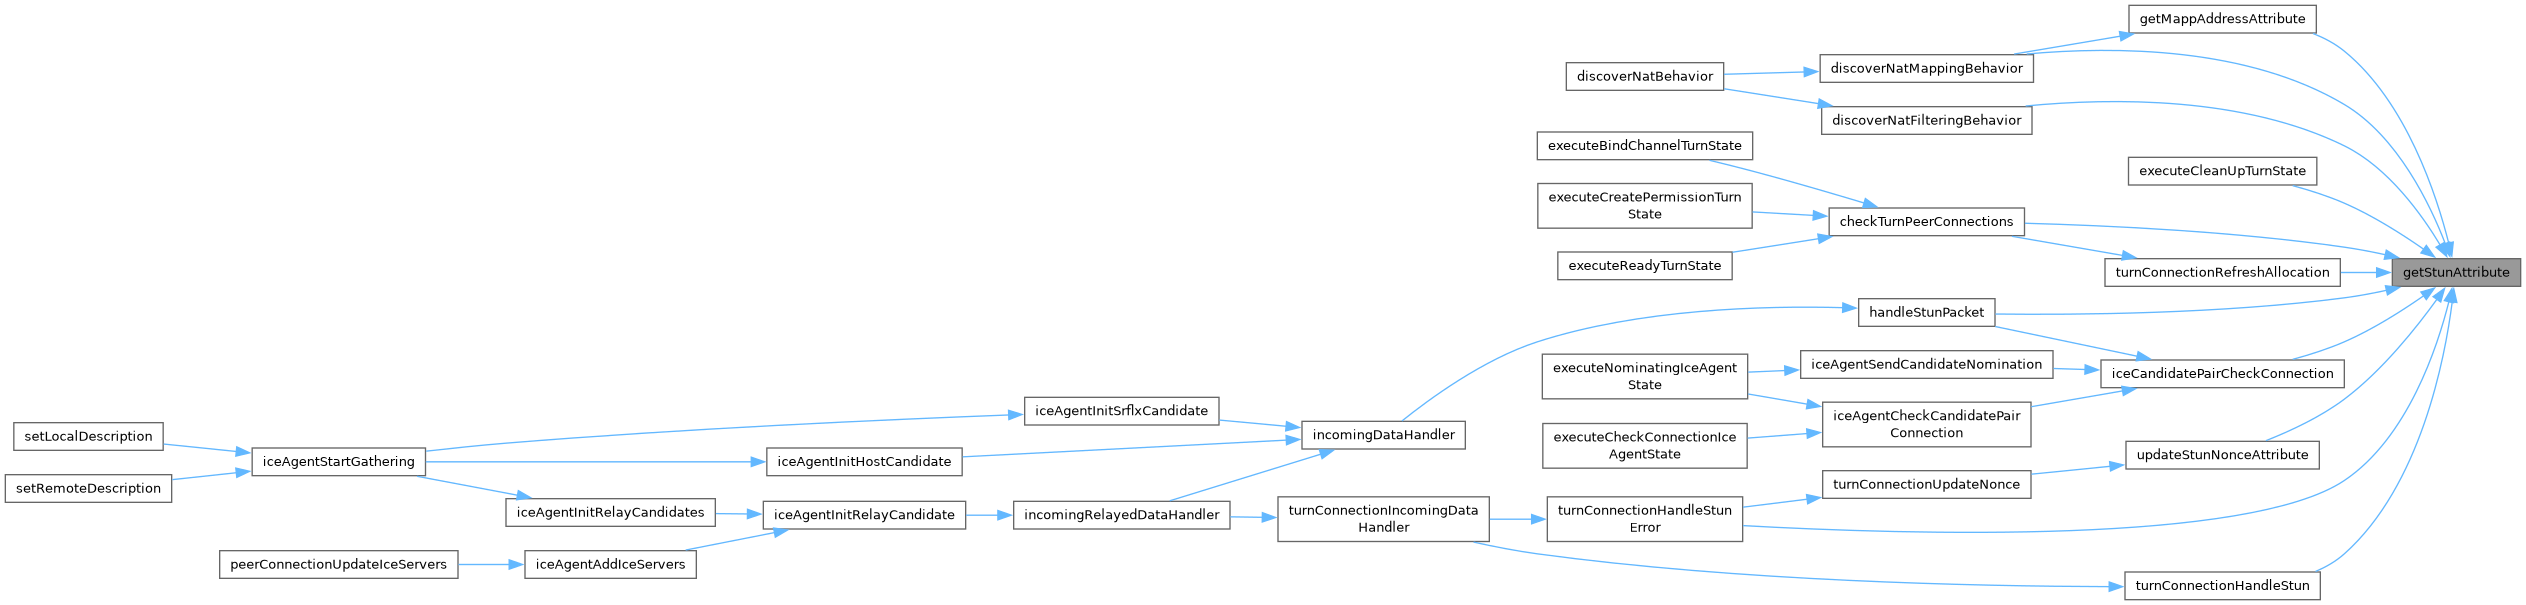 getMappAddressAttribute
discoverNatMappingBehavior
discoverNatBehavior
discoverNatFilteringBehavior
executeBindChannelTurnState
executeCleanUpTurnState
executeCreatePermissionTurn
State
checkTurnPeerConnections
executeReadyTurnState
turnConnectionRefreshAllocation
getStunAttribute
handleStunPacket
executeNominatingIceAgent
State
iceAgentSendCandidateNomination
iceCandidatePairCheckConnection
iceAgentInitSrflxCandidate
iceAgentCheckCandidatePair
Connection
setLocalDescription
incomingDataHandler
executeCheckConnectionIce
AgentState
iceAgentStartGathering
iceAgentInitHostCandidate
updateStunNonceAttribute
setRemoteDescription
turnConnectionUpdateNonce
iceAgentInitRelayCandidates
iceAgentInitRelayCandidate
incomingRelayedDataHandler
turnConnectionIncomingData
Handler
turnConnectionHandleStun
Error
peerConnectionUpdateIceServers
iceAgentAddIceServers
turnConnectionHandleStun